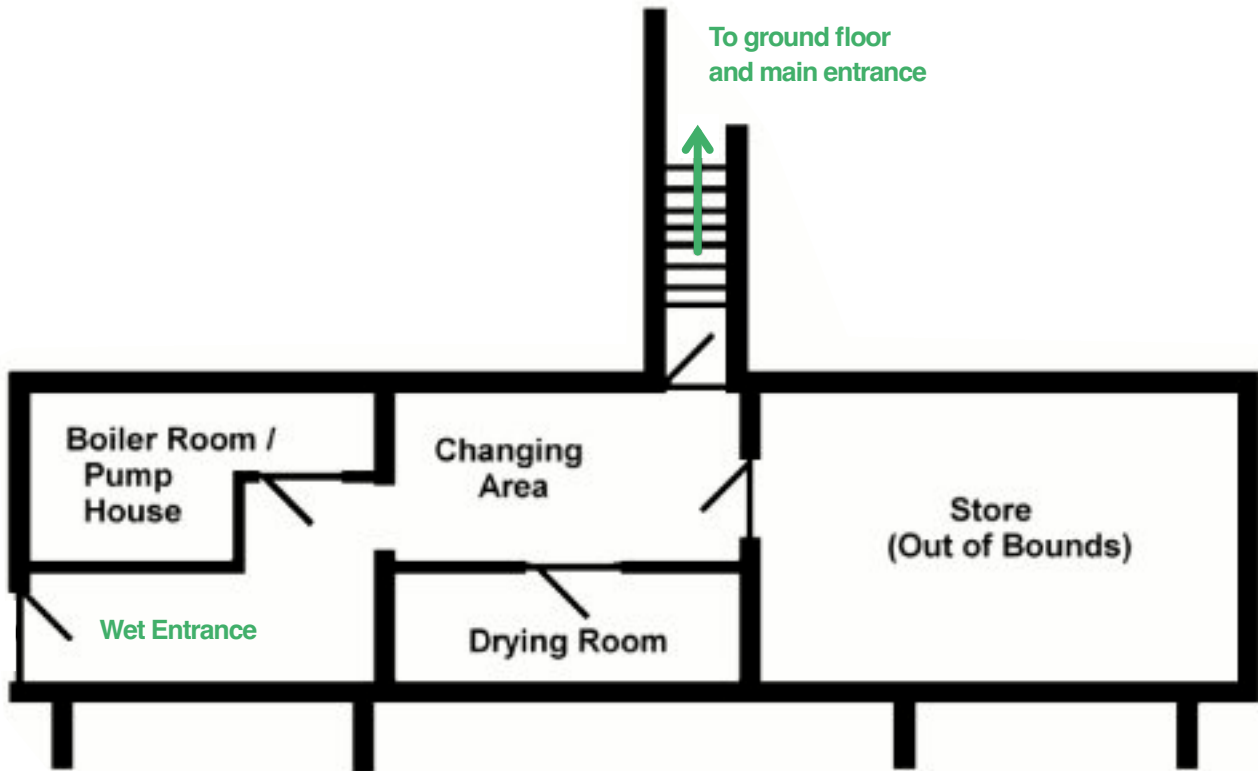 To ground floor
and main entrance
Boiler Room /
Pump
House
Changing
Area
Store
(Out of Bounds)
Wet Entrance
Drying Room